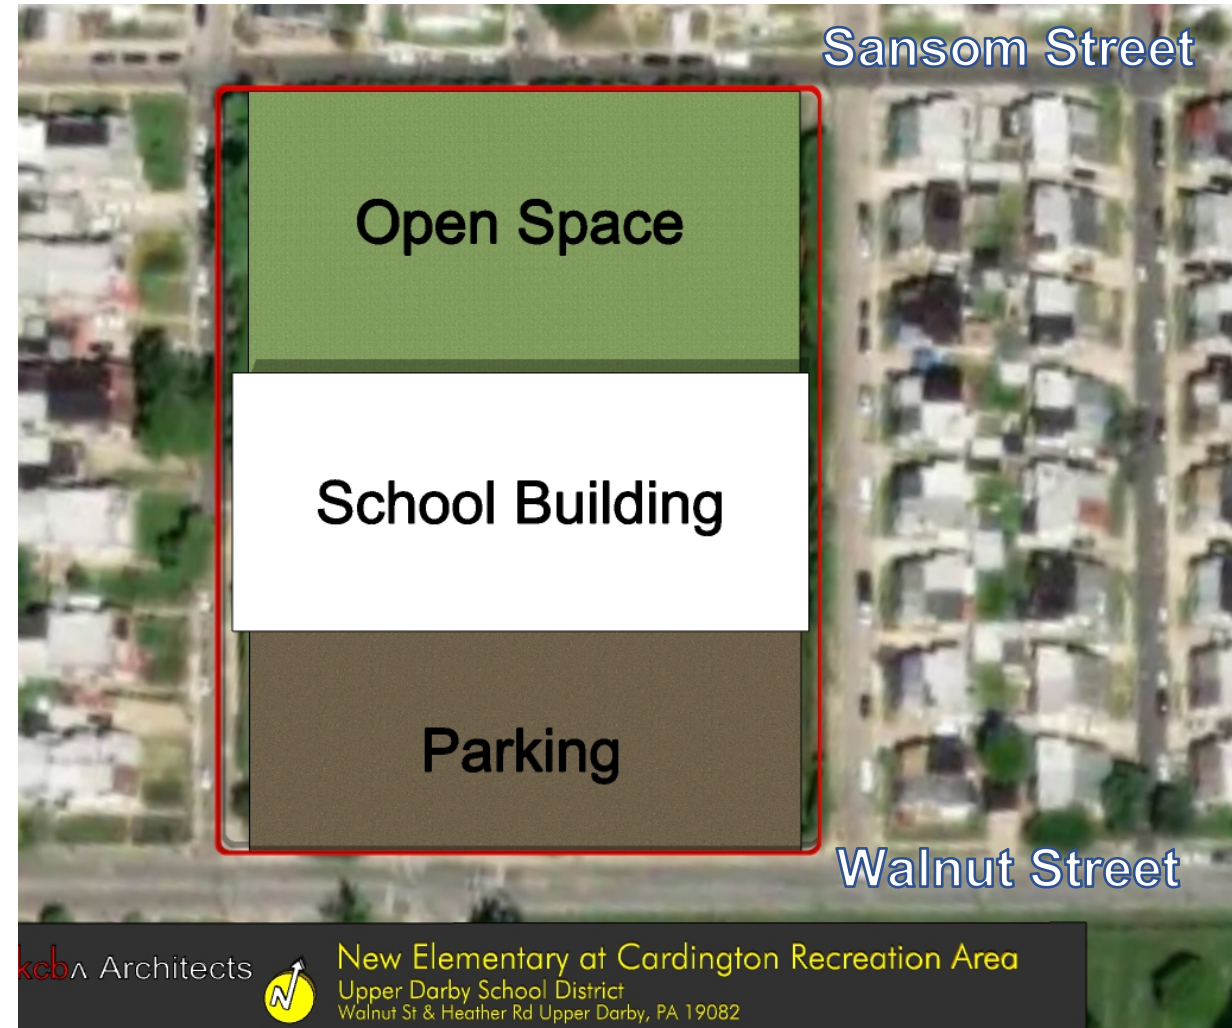 Sansom Street
Open Space
School Building
Parking
Walnut Street
kcba Architects
N
New Elementary at Cardington Recreation Area
Upper Darby School District
Walnut St & Heather Rd Upper Darby, PA 19082